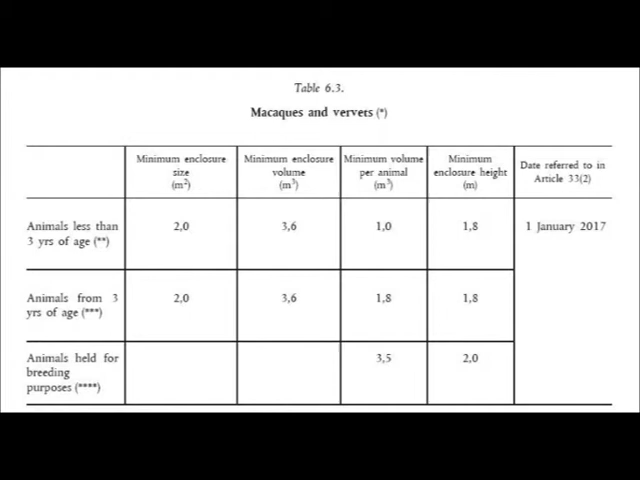 Table 6.3.
Macaques and vervets (*)
Minimum enclosure size (m²) Minimum enclosure volume (m³) Minimum volume per animal (m³) Minimum enclosure height (m) Date referred to in Article 33(2)
Animals less than 3 yrs of age (**) 2,0 3,6 1,0 1,8 1 January 2017
Animals from 3 yrs of age (***) 2,0 3,6 1,8 1,8
Animals held for breeding purposes (****) 3,5 2,0